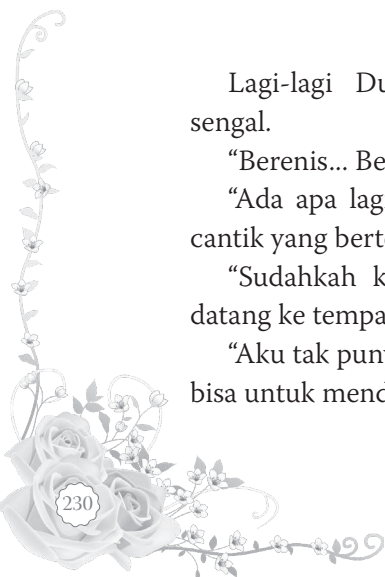 Lagi-lagi Du
sengal.
“Berenis... Be
“Ada apa lag
cantik yang bert
“Sudahkah k
datang ke tempa
“Aku tak pun
bisa untuk mend
230